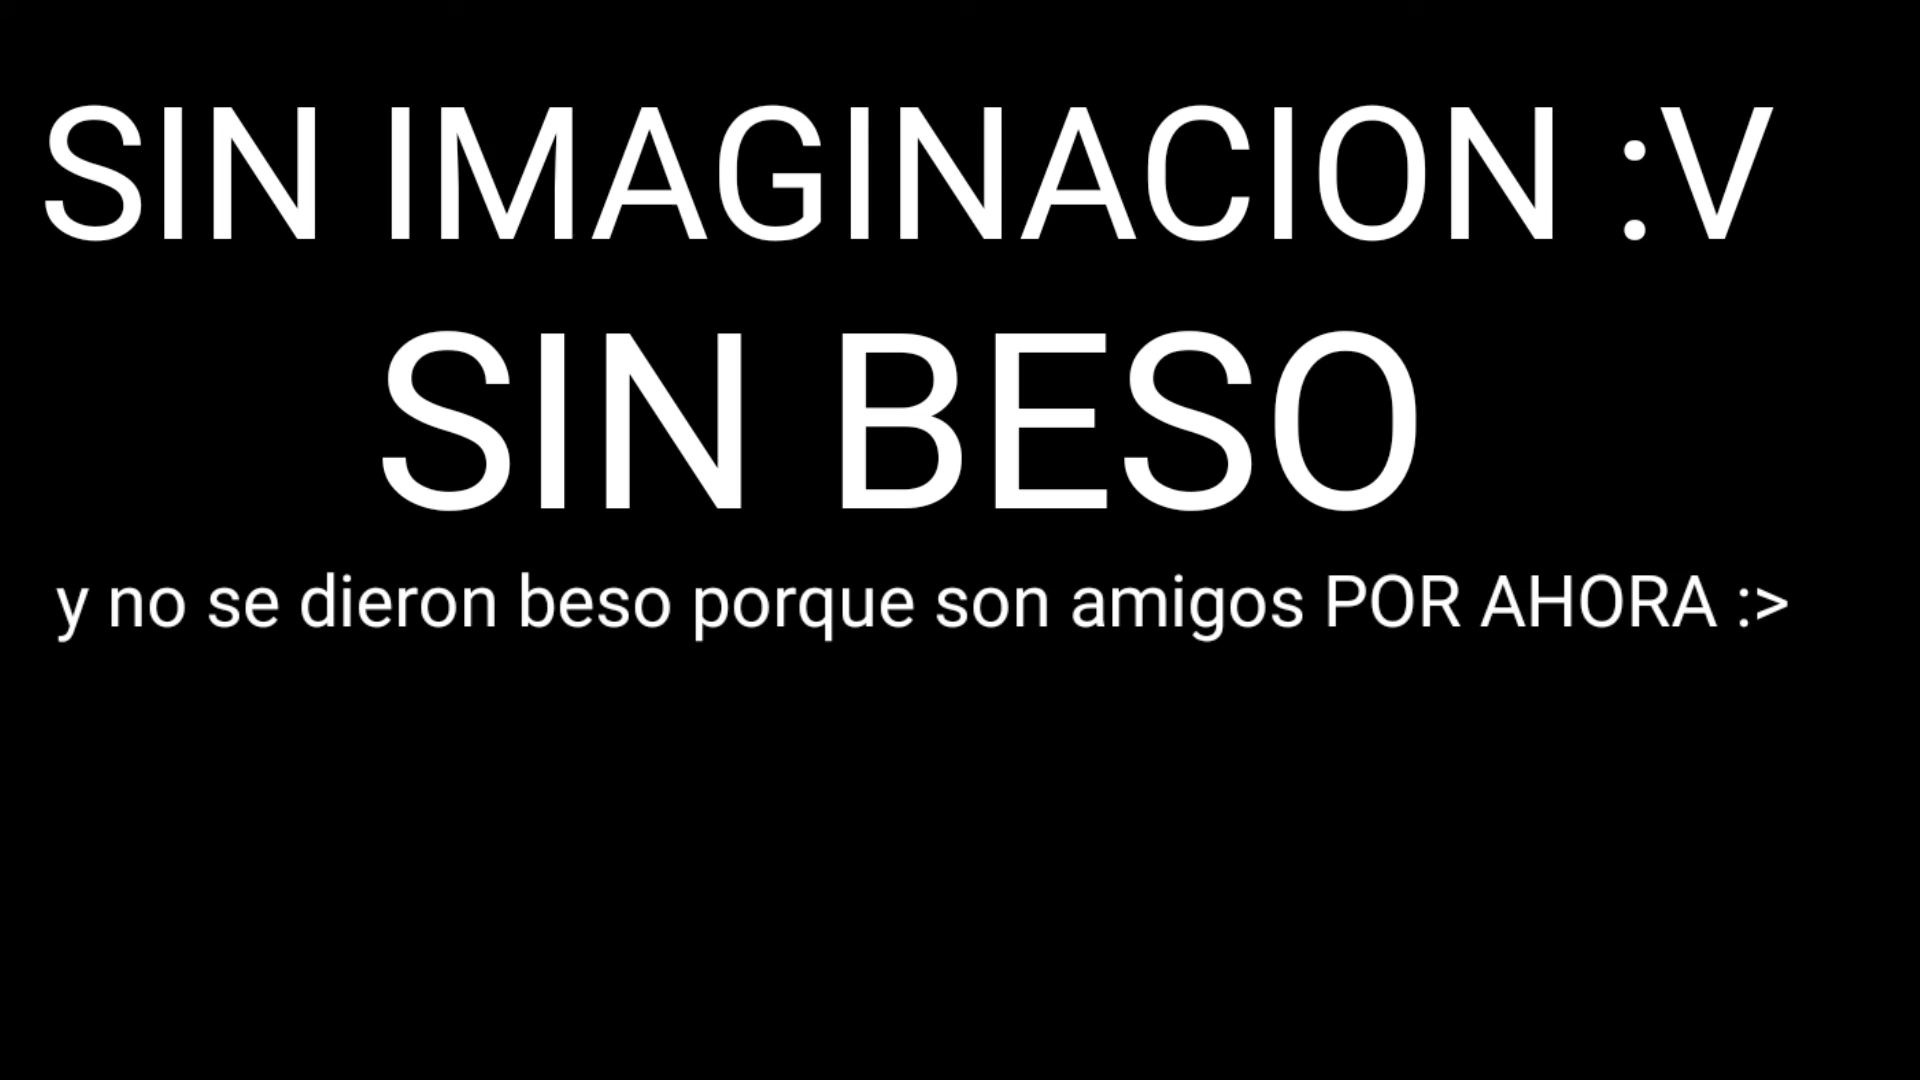 SIN IMAGINACION :V
SIN BESO
y no se dieron beso porque son amigos POR AHORA :>